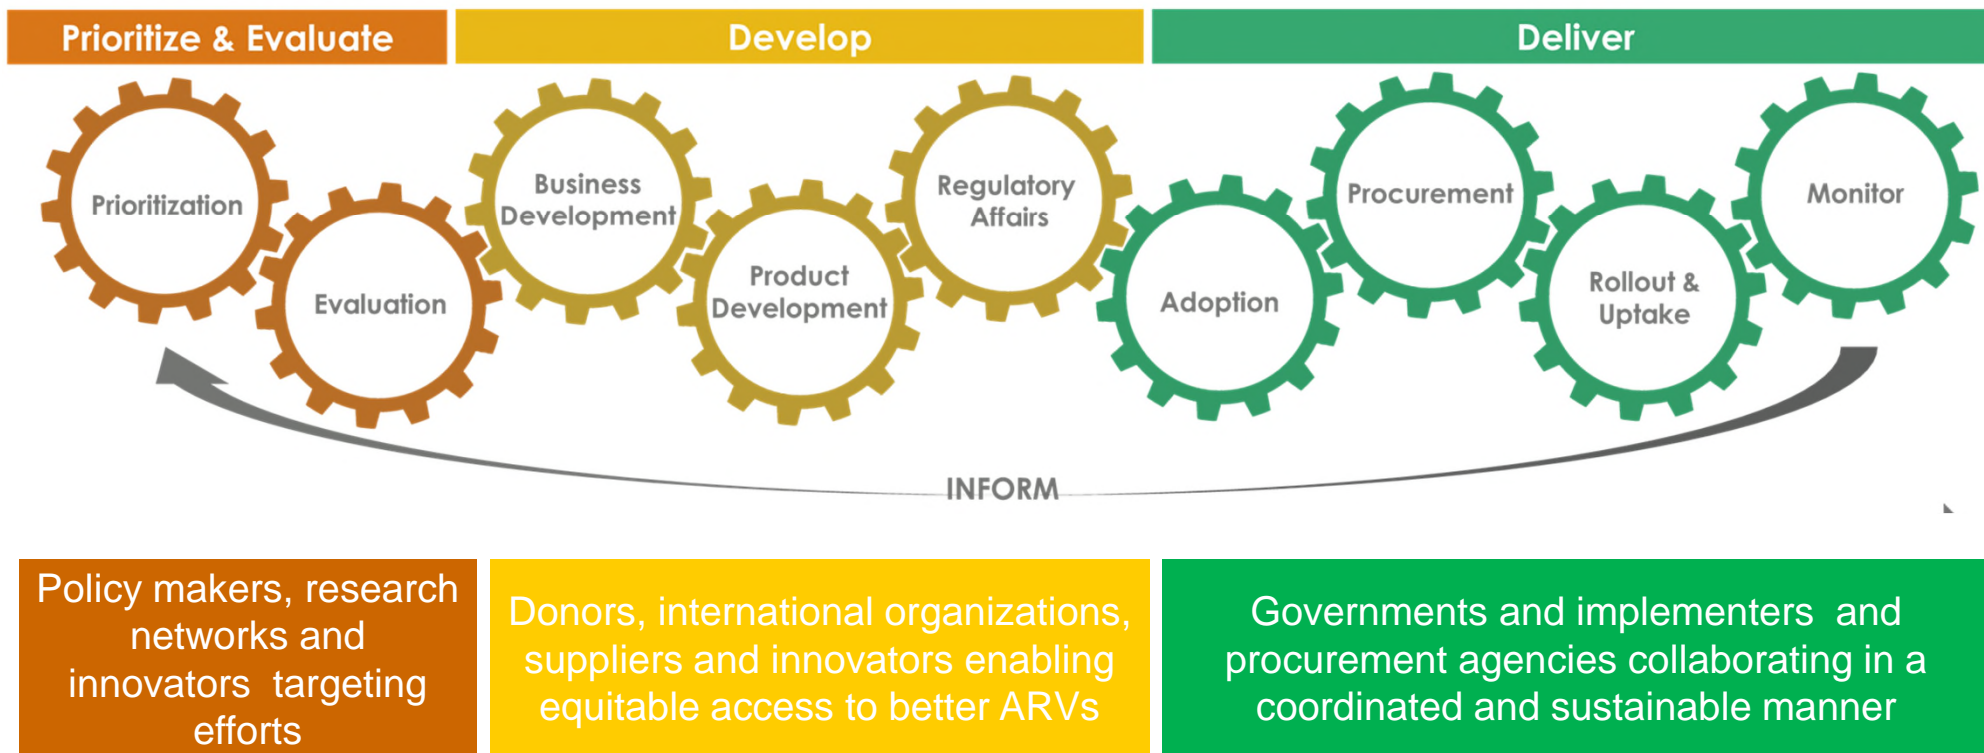 Prioritize & Evaluate
Develop
Deliver
Prioritization
Evaluation
Business
Development
Product
Development
Regulatory
Affairs
Adoption
Procurement
Rollout &
Uptake
Monitor
INFORM
Policy makers, research
networks and
innovators  targeting
efforts
Donors, international organizations,
suppliers and innovators enabling
equitable access to better ARVs
Governments and implementers  and
procurement agencies collaborating in a
coordinated and sustainable manner